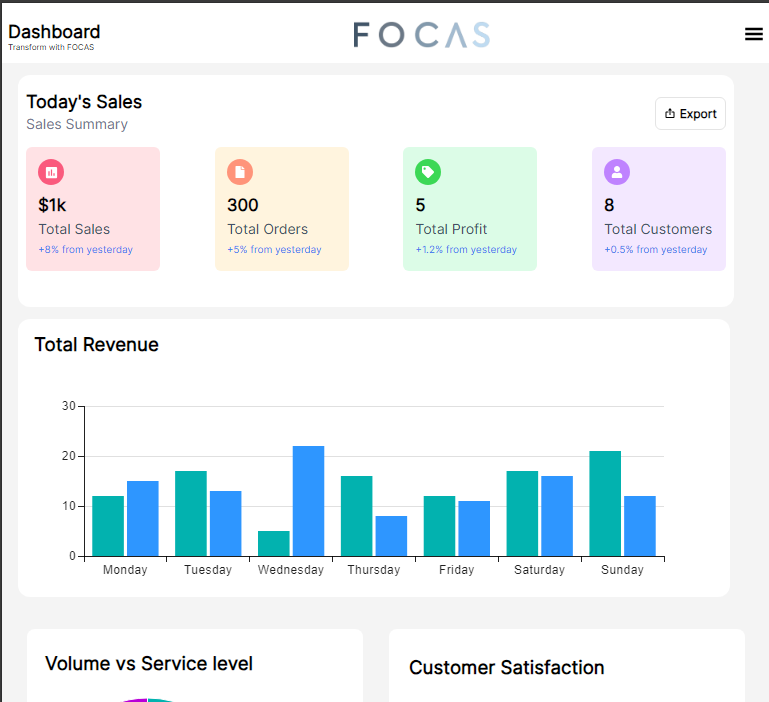 Dashboard
FOCAS
Transform with FOCAS
Today's Sales
Sales Summary
Export
$1k
Total Sales
+8% from yesterday
300
Total Orders
+5% from yesterday
5
Total Profit
+1.2% from yesterday
8
Total Customers
+0.5% from yesterday
Total Revenue
30
20
10
0
Monday Tuesday Wednesday Thursday Friday Saturday Sunday
Volume vs Service level
Customer Satisfaction